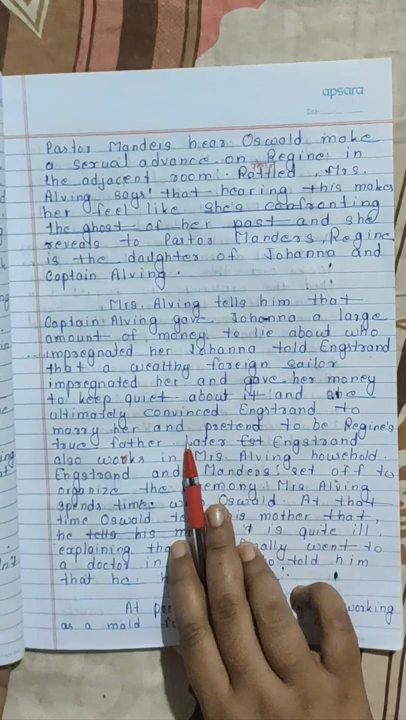 apsara
Date
Pastor Manders hear Oswald make
a sexual advance on Regine in
the adjacent room. Rattled, Mrs.
Alving says that hearing this makes
her feel like she's confronting
the ghost of her past and she
reveals to Pastor Manders, Regine
is the daughter of Johanna and
Captain Alving.
Mrs. Alving tells him that
Captain Alving gave Johanna a large
amount of money to lie about who
impregnated her Johanna told Engstrand
that a wealthy foreign sailor
impregnated her and gave her money
to keep quiet about it and she
ultimately convinced Engstrand to
marry her and pretend to be Regine's
true father. Later Engstrand
also works in Mrs. Alving household.
Engstrand and Manders set off to
organize the Mrs Alving
spends time Oswald. At that
time Oswald his mother that,
he tells his it is quite ill
explaining went to
a doctor in told him
that he
At working
as a maid